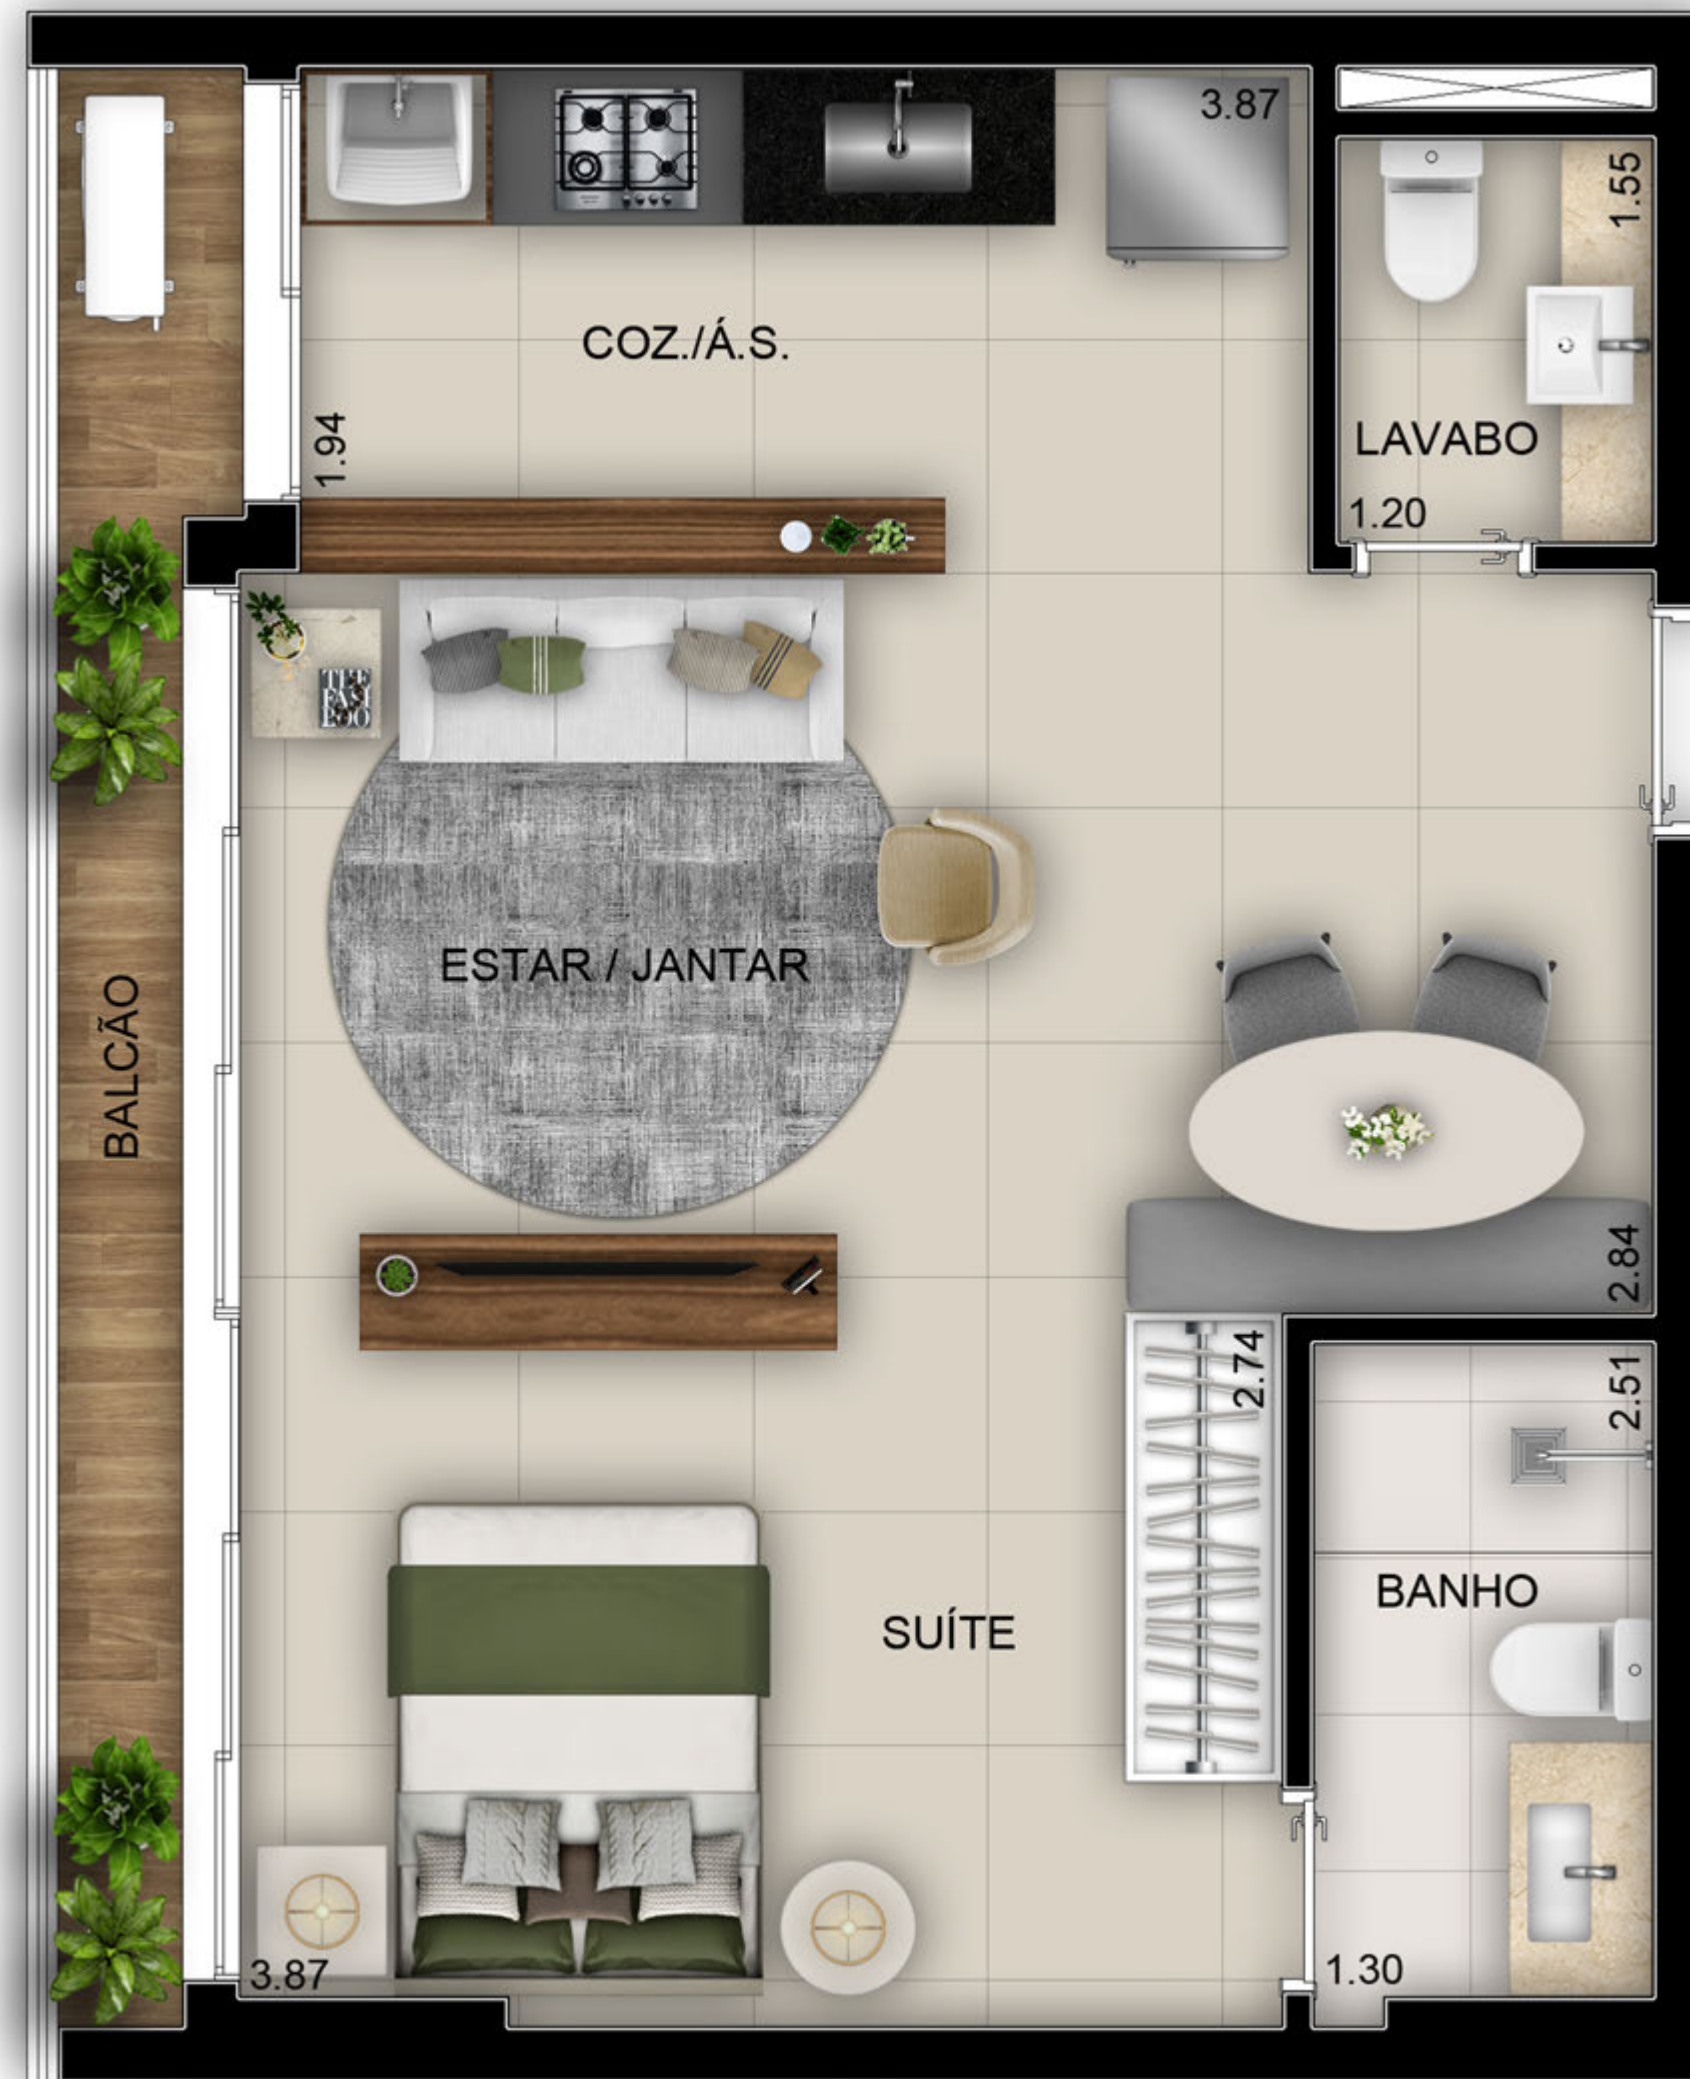 3.87
1.55
COZ./Á.S.
1.94
LAVABO
1.20
THE
BALCÃO
ESTAR / JANTAR
2.84
2.74
2.51
BANHO
SUÍTE
3.87
1.30